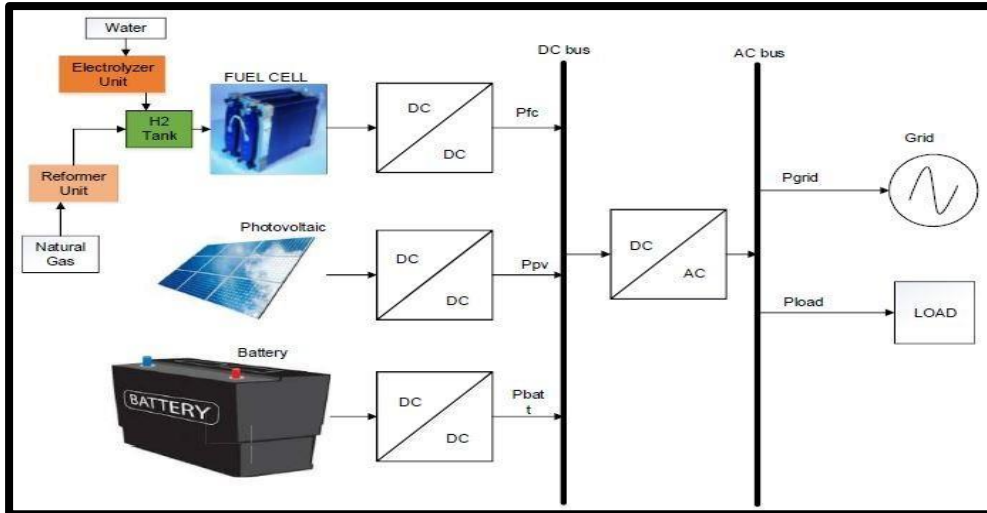 Water
Electrolyzer
Unit
H2
Tank
Reformer
Unit
Natural
Gas
FUEL CELL
DC
DC
Pfc
Photovoltaic
DC
DC
Ppv
Battery
BATTERY
DC
DC
Pbat
t
DC bus
DC
AC
AC bus
Grid
Pgrid
Pload
LOAD